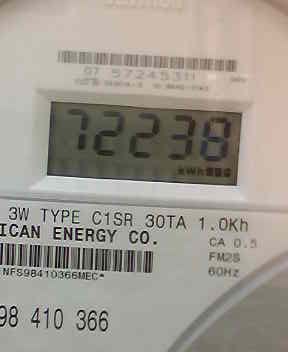 07 57245311
72238
kWh
3W TYPE C1SR 30TA 1.0Kh
ICAN ENERGY CO.
CA 0.5
FM2S
NFS98410366MEC*
60Hz
98 410 366